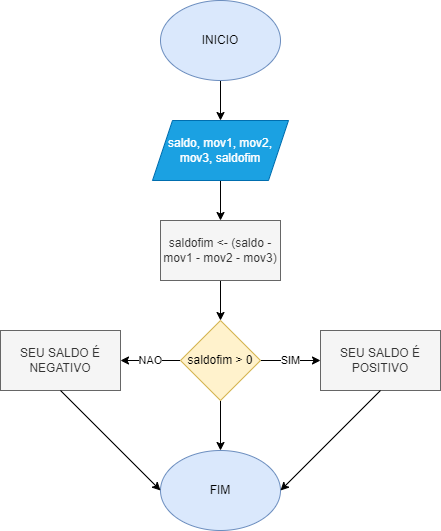 INICIO
saldo, mov1, mov2,
mov3, saldofim
saldofim <- (saldo -
mov1 - mov2 - mov3)
SEU SALDO É
NEGATIVO
NAO
saldofim > 0
SIM
SEU SALDO É
POSITIVO
FIM